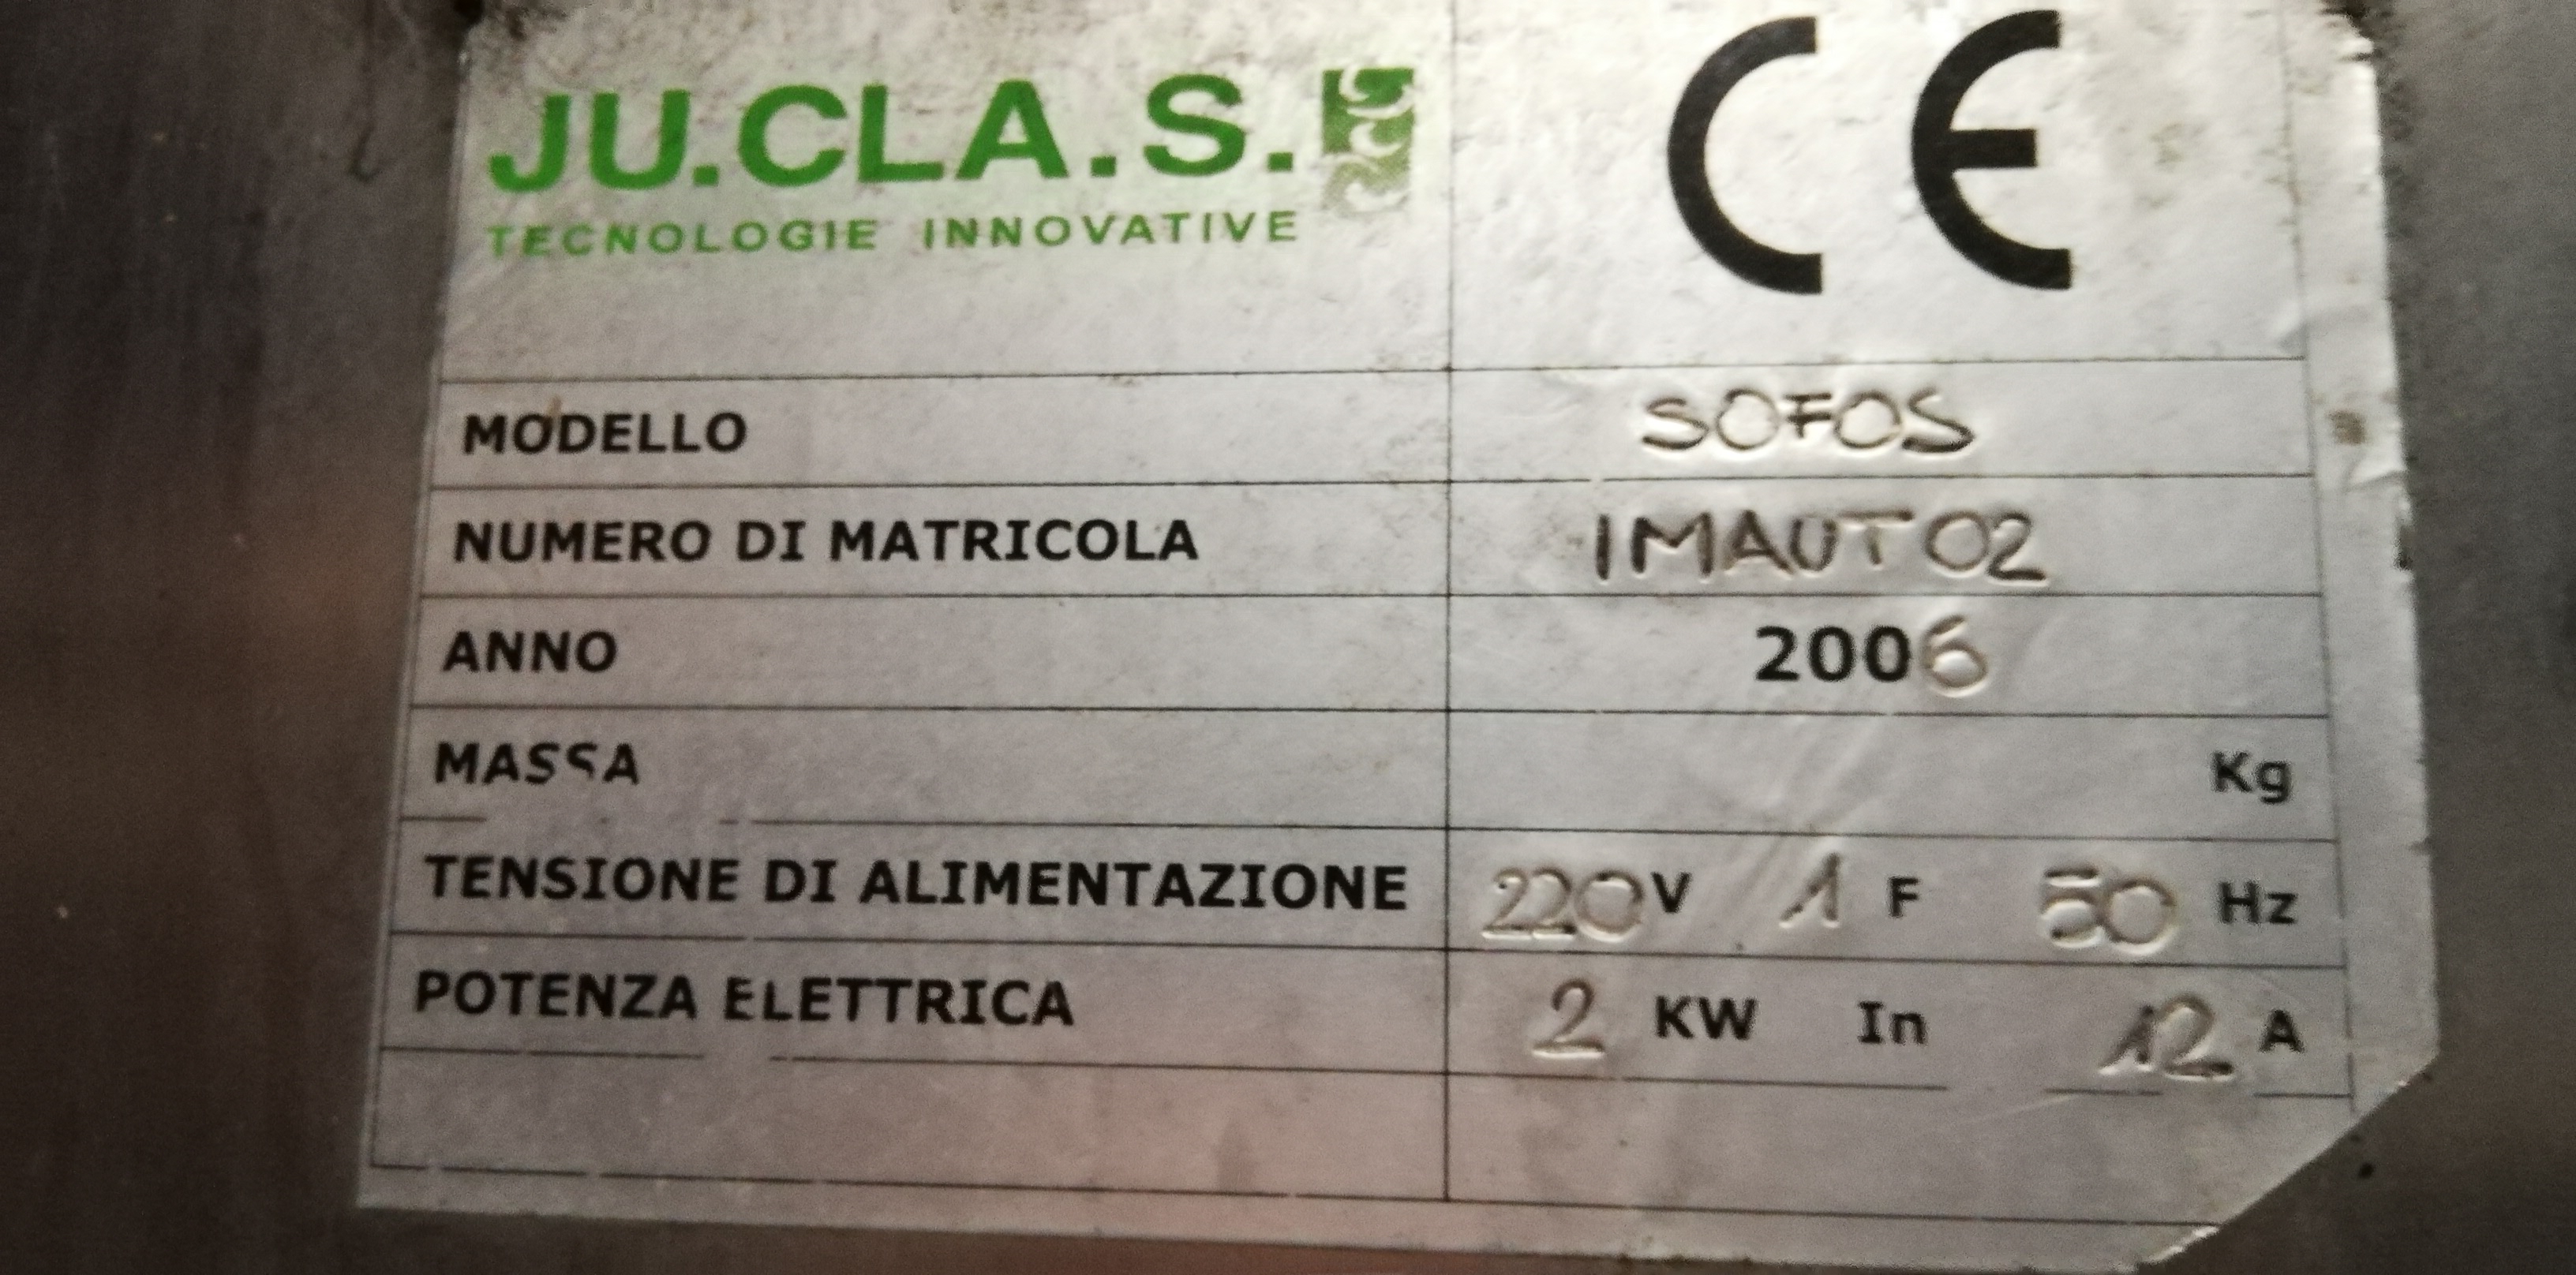 JU.CLA.S.
TECNOLOGIE INNOVATIVE
CE
MODELLO SOFOS
NUMERO DI MATRICOLA IMAUT02
ANNO 2006
MASSA Kg
TENSIONE DI ALIMENTAZIONE 220 V 1 F 50 Hz
POTENZA ELETTRICA 2 KW In 12 A